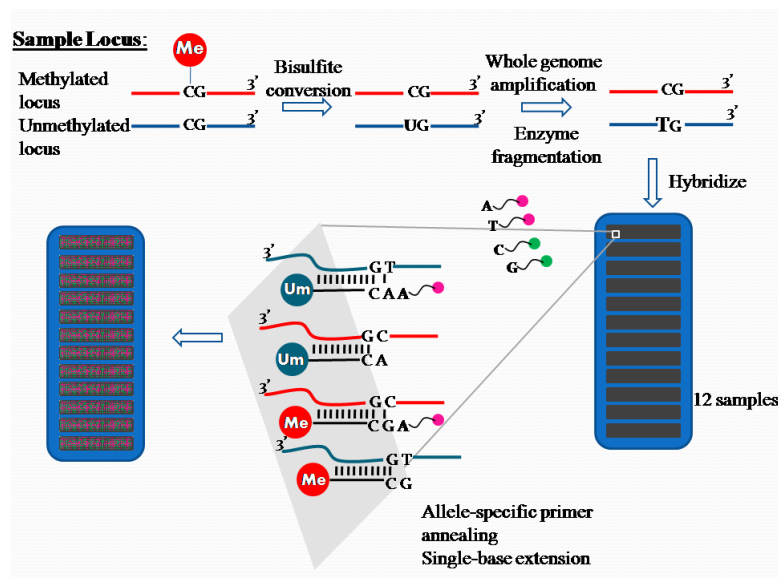 Sample Locus:
Me
Methylated
locus
CG
3’
Unmethylated
locus
CG
3’
Bisulfite
conversion
CG
3’
UG
3’
Whole genome
amplification
Enzyme
fragmentation
CG
3’
TG
3’
Hybridize
A
T
C
G
3’
GT
Um
CAA
3’
GC
Um
CA
3’
GC
Me
CGA
3’
GT
Me
CG
12 samples
Allele-specific primer
annealing
Single-base extension